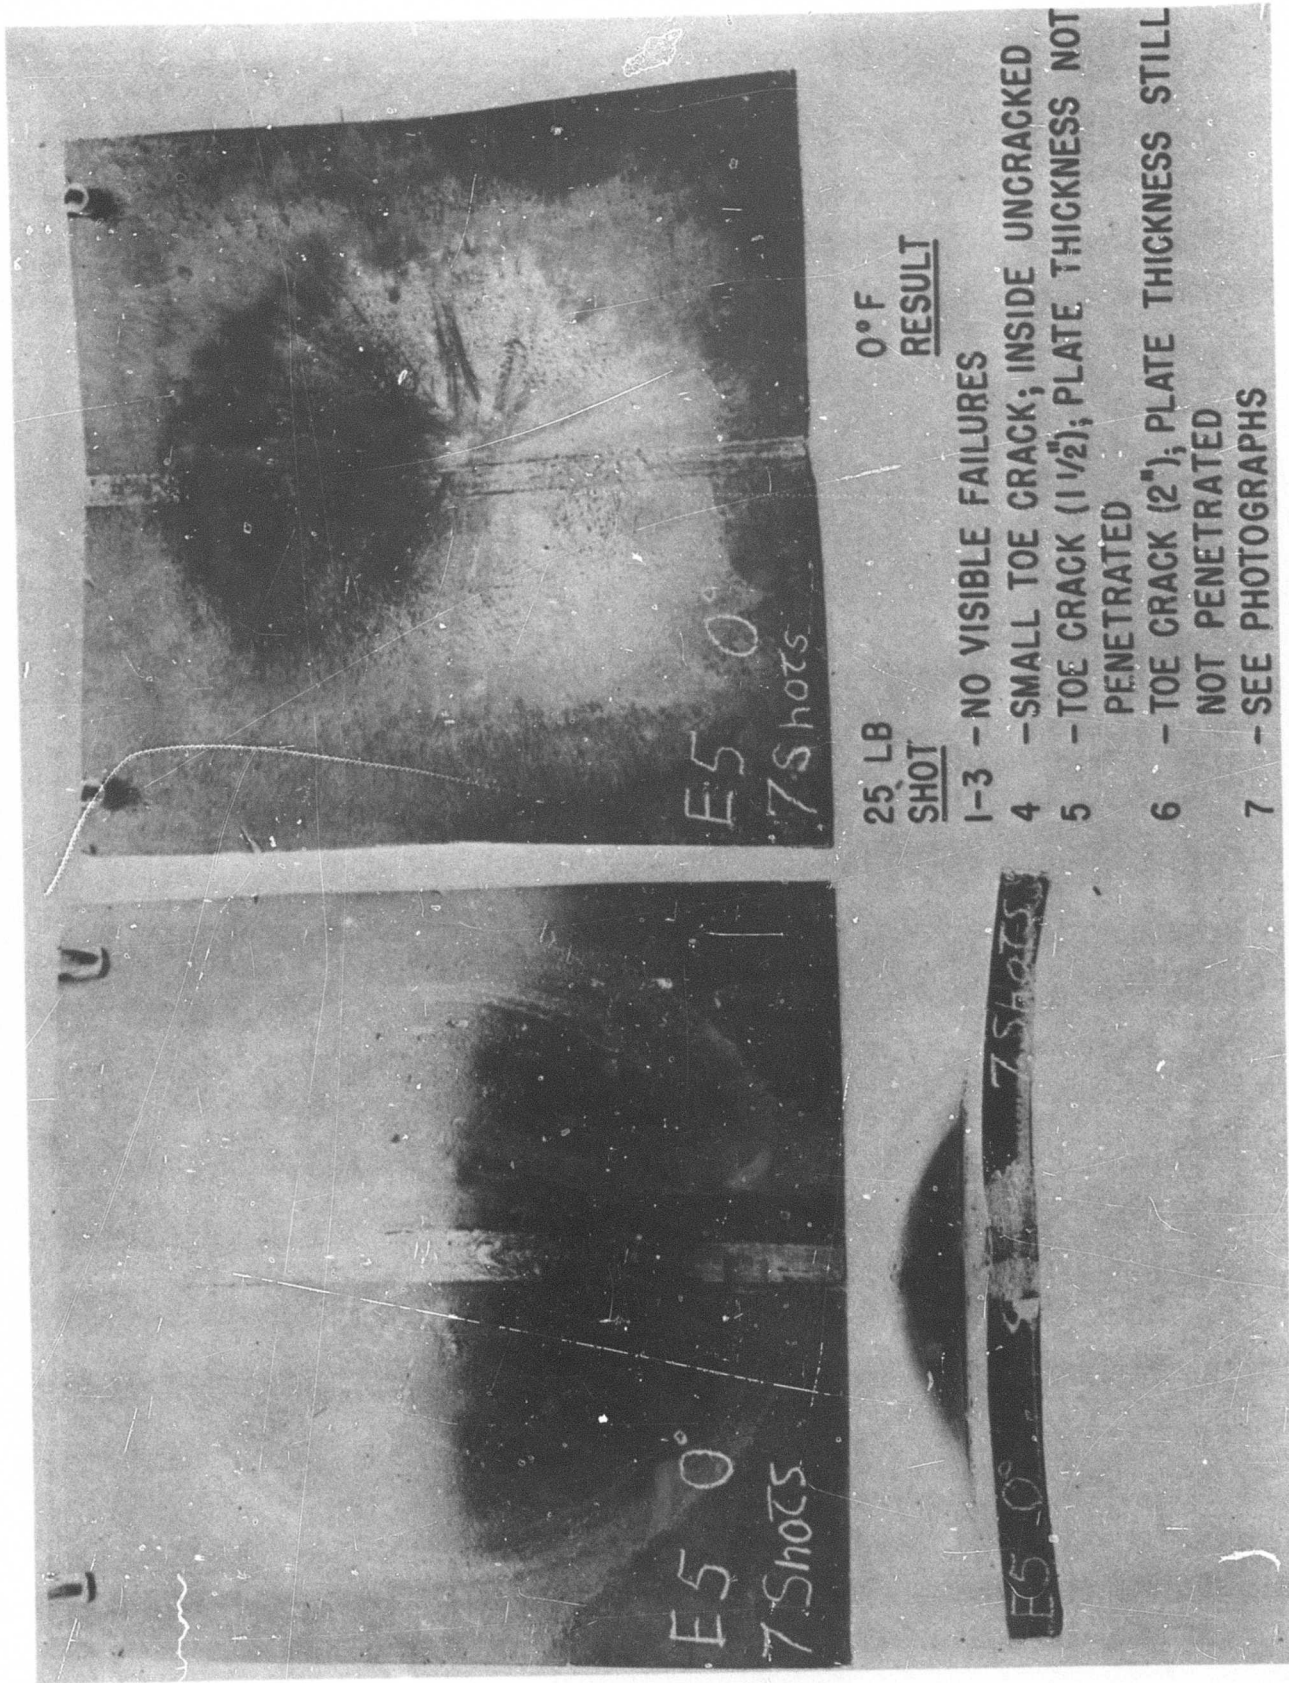 E5 0°
7 Shots
E5 0°
7 Shots
E5 0° 7 Shots
25 LB 0°F
SHOT RESULT
1-3 - NO VISIBLE FAILURES
4 - SMALL TOE CRACK; INSIDE UNCRACKED
5 - TOE CRACK (1 1/2"); PLATE THICKNESS NOT
PENETRATED
6 - TOE CRACK (2"); PLATE THICKNESS STILL
NOT PENETRATED
7 - SEE PHOTOGRAPHS